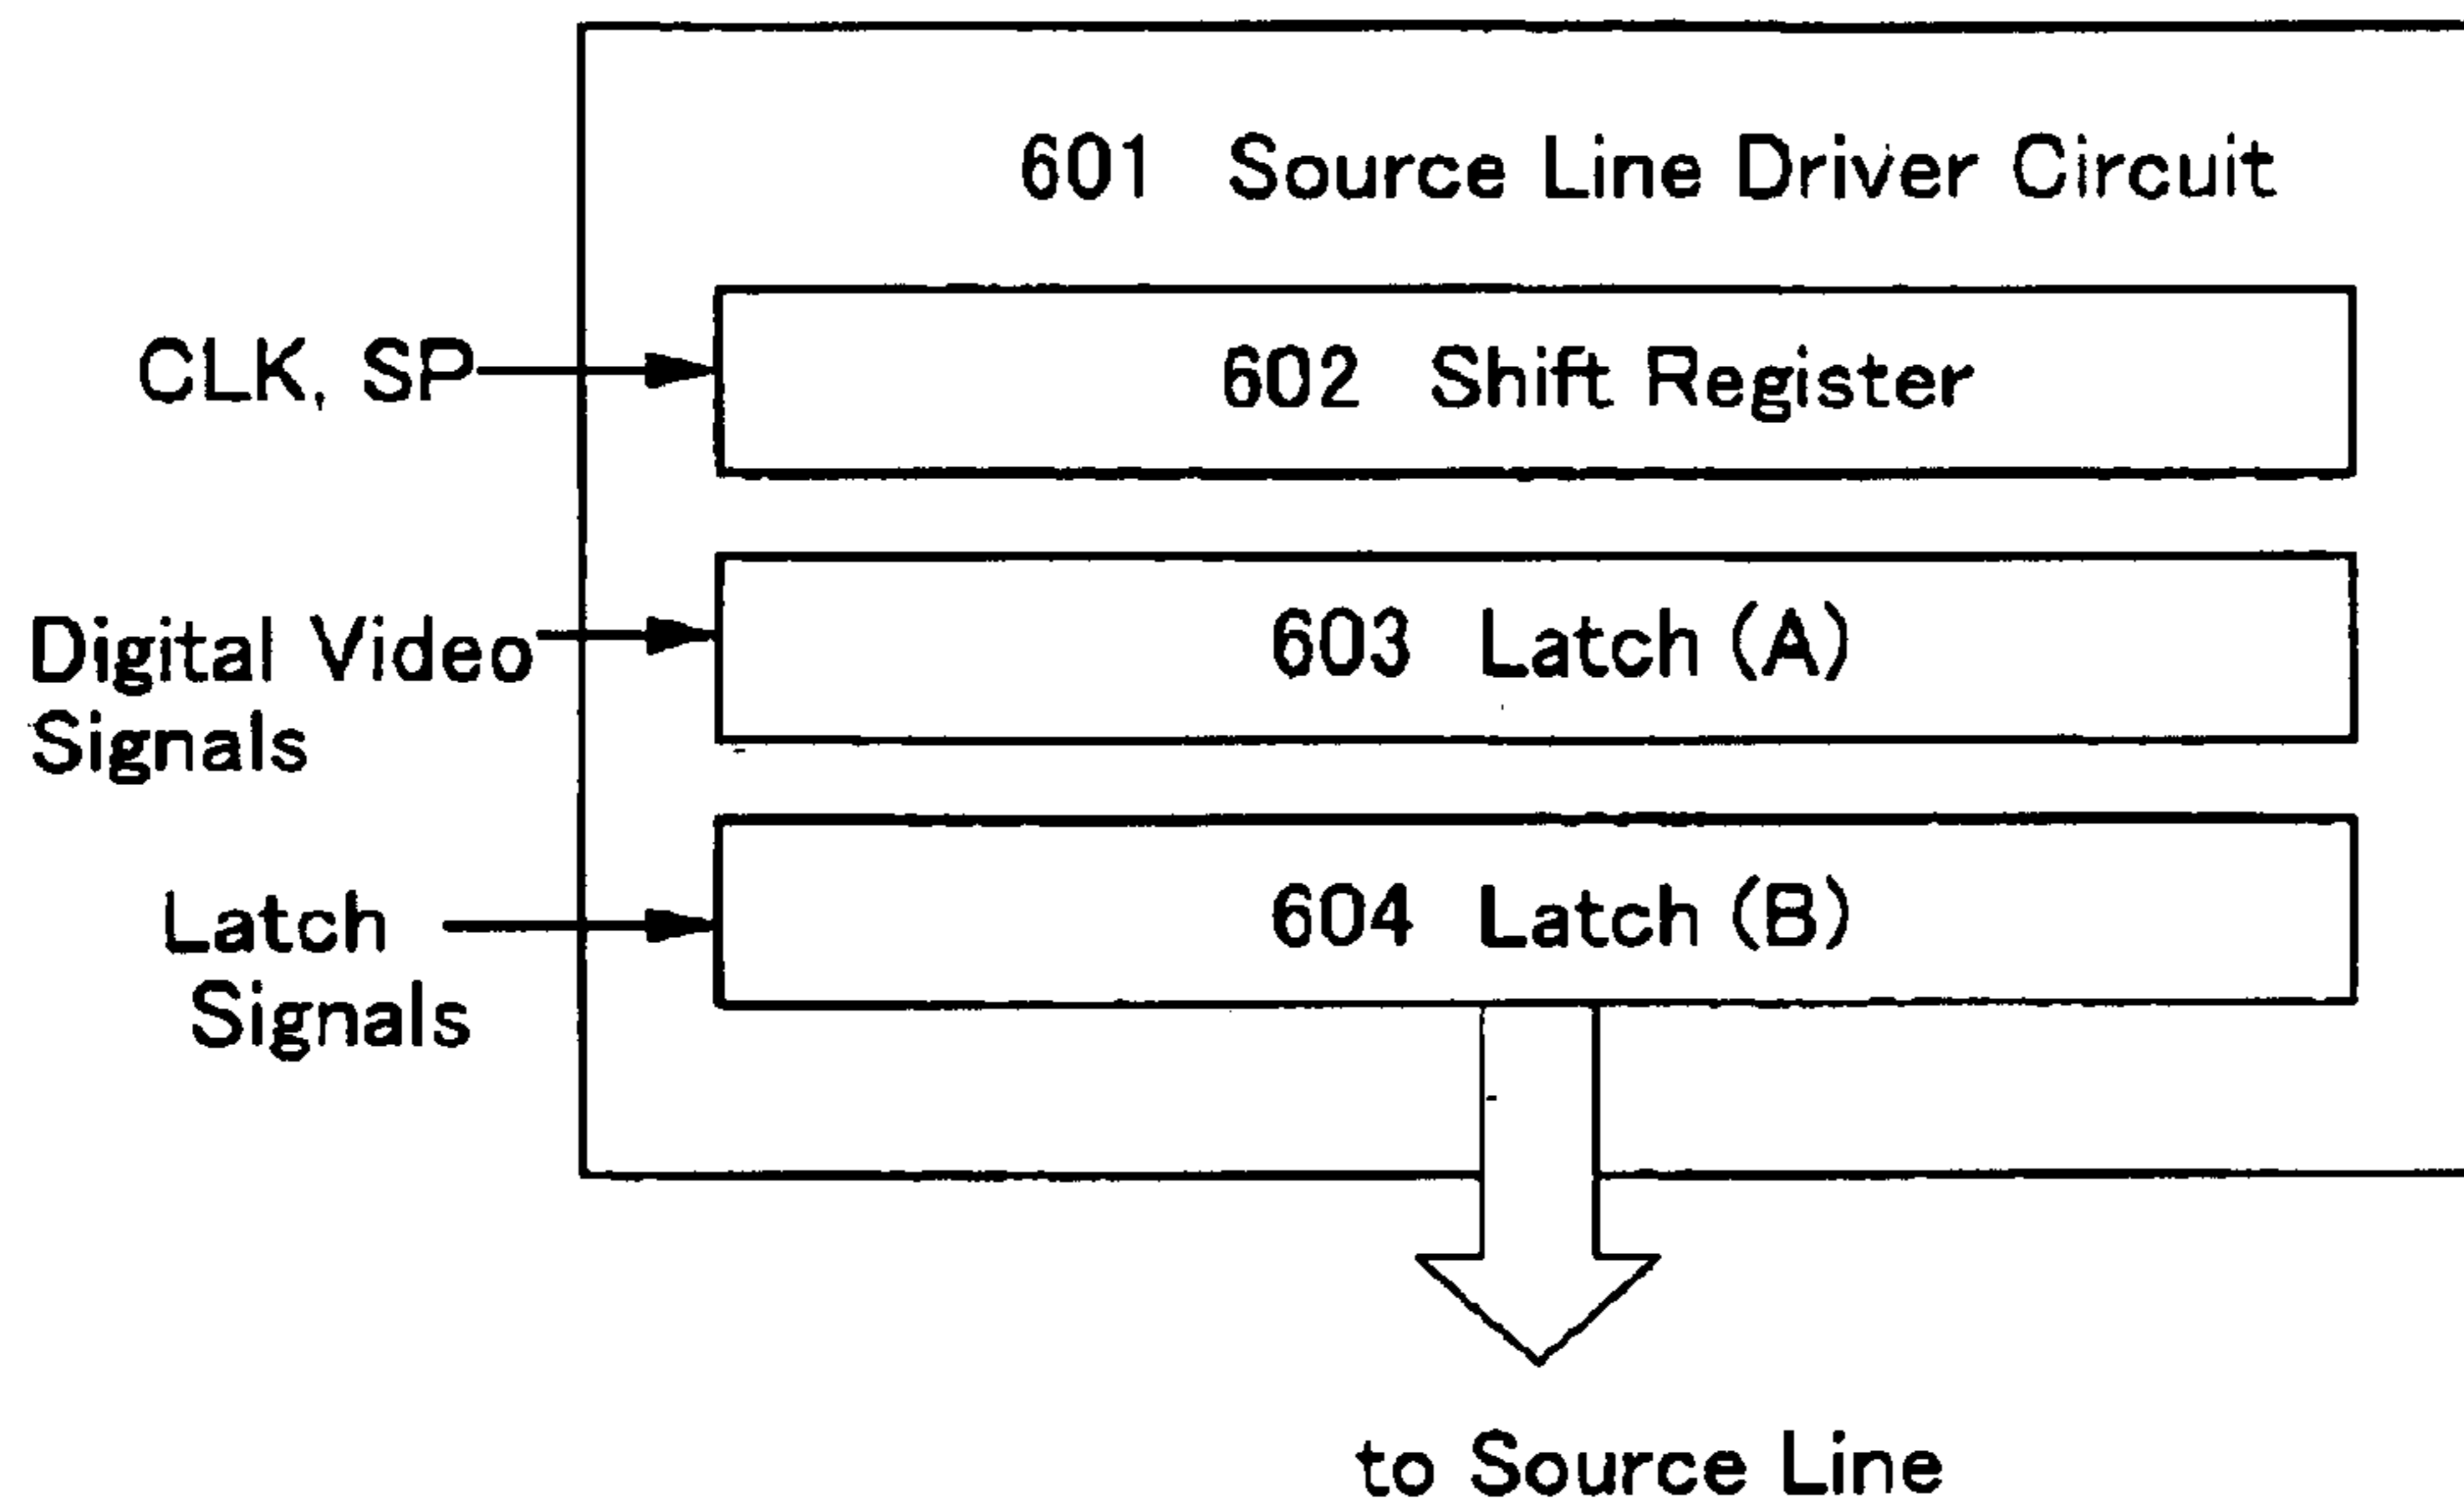 601 Source Line Driver Circuit
CLK, SP
602 Shift Register
Digital Video
Signals
603 Latch (A)
Latch
Signals
604 Latch (B)
to Source Line